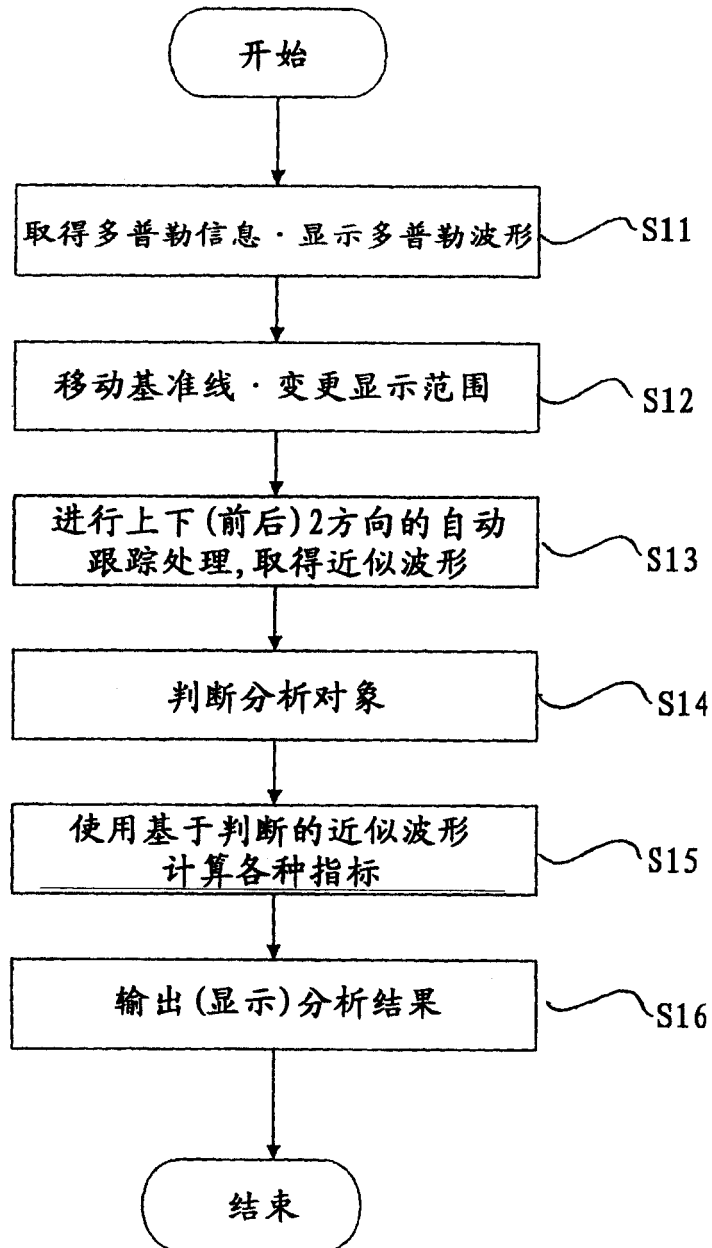 开始
取得多普勒信息·显示多普勒波形
S11
移动基准线·变更显示范围
S12
进行上下(前后)2方向的自动
跟踪处理,取得近似波形
S13
判断分析对象
S14
使用基于判断的近似波形
计算各种指标
S15
输出(显示)分析结果
S16
结束